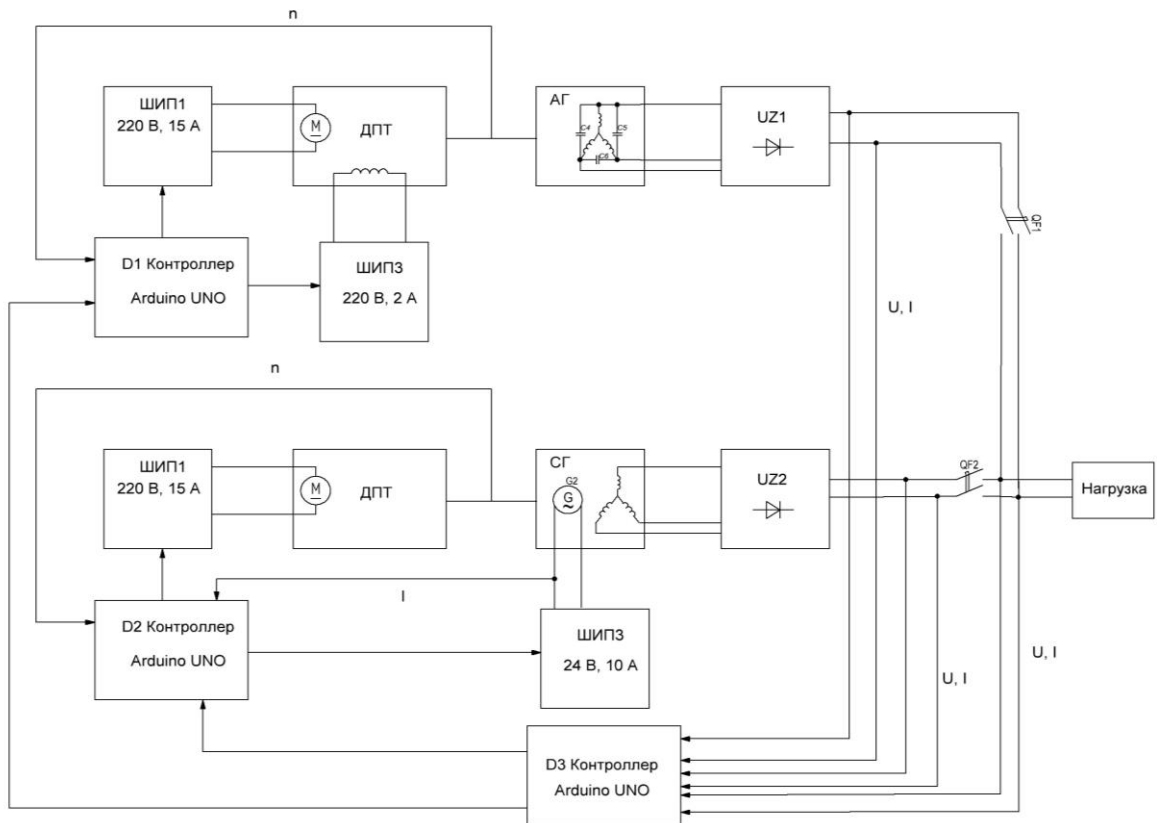 n
ШИП1
220 В, 15 А
М
ДПТ
АГ
C4
C5
C6
UZ1
QF1
D1 Контроллер
Arduino UNO
ШИП3
220 В, 2 А
U, I
n
ШИП1
220 В, 15 А
М
ДПТ
СГ
G2
G
~
UZ2
QF2
Нагрузка
I
D2 Контроллер
Arduino UNO
ШИП3
24 В, 10 А
U, I
U, I
D3 Контроллер
Arduino UNO